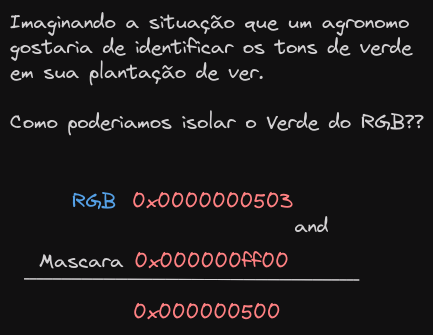 Imaginando a situação que um agronomo
gostaria de identificar os tons de verde
em sua plantação de ver.
Como poderiamos isolar o Verde do RGB??
RGB 0x0000000503
and
Mascara 0x000000ff00
0x000000500